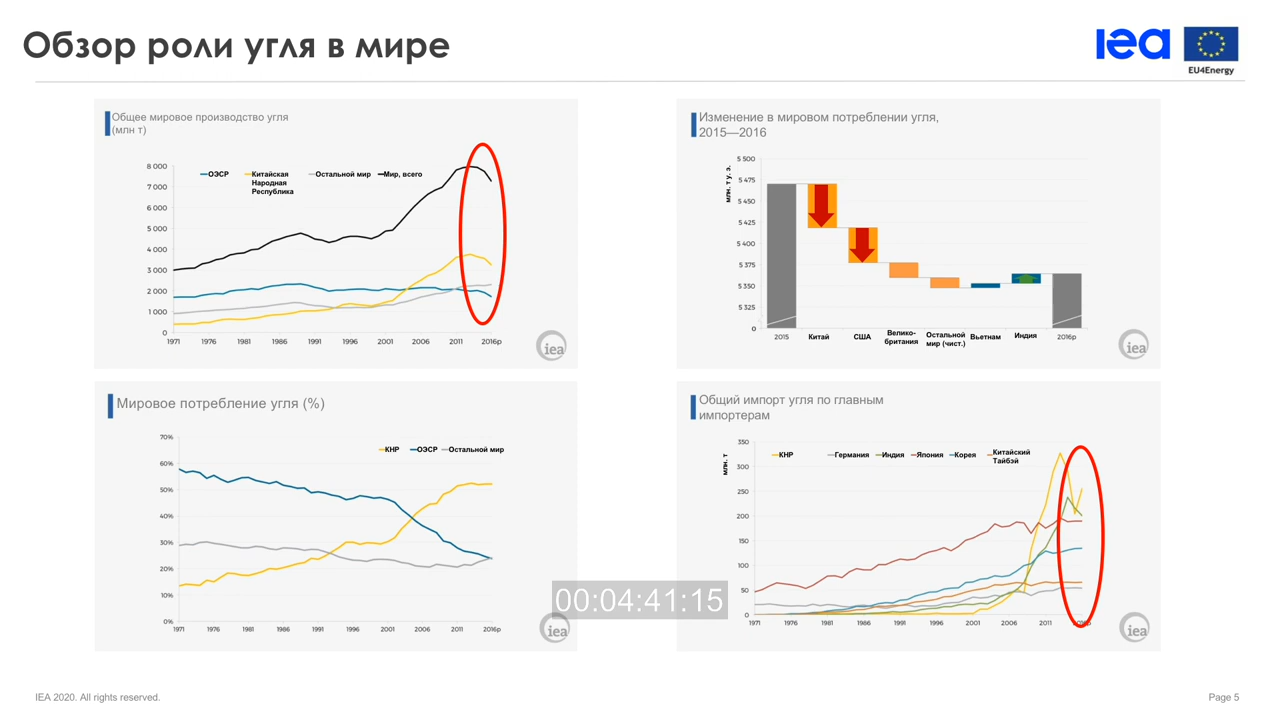 Обзор роли угля в мире
iea
EU4Energy
Общее мировое производство угля
(млн т)
8 000
7 000
6 000
5 000
4 000
3 000
2 000
1 000
0
ОЭСР
Китайская
Народная
Республика
Остальной мир
Мир, всего
1971 1976 1981 1986 1991 1996 2001 2006 2011 2016p
iea
Изменение в мировом потреблении угля,
2015—2016
млн. т у. э.
5 500
5 475
5 450
5 425
5 400
5 375
5 350
5 325
0
2015
Китай
США
Велико-
британия
Остальной
мир (чист.)
Вьетнам
Индия
2016p
iea
Мировое потребление угля (%)
70%
60%
50%
40%
30%
20%
10%
0%
КНР ОЭСР Остальной мир
1971 1976 1981 1986 1991 1996 2001 2006 2011 2016p
iea
00:04:41:15
Общий импорт угля по главным
импортерам
млн. т
350
300
250
200
150
100
50
0
КНР Германия Индия Япония Корея Китайский
Тайбэй
1971 1976 1981 1986 1991 1996 2001 2006 2011
iea
IEA 2020. All rights reserved.
Page 5